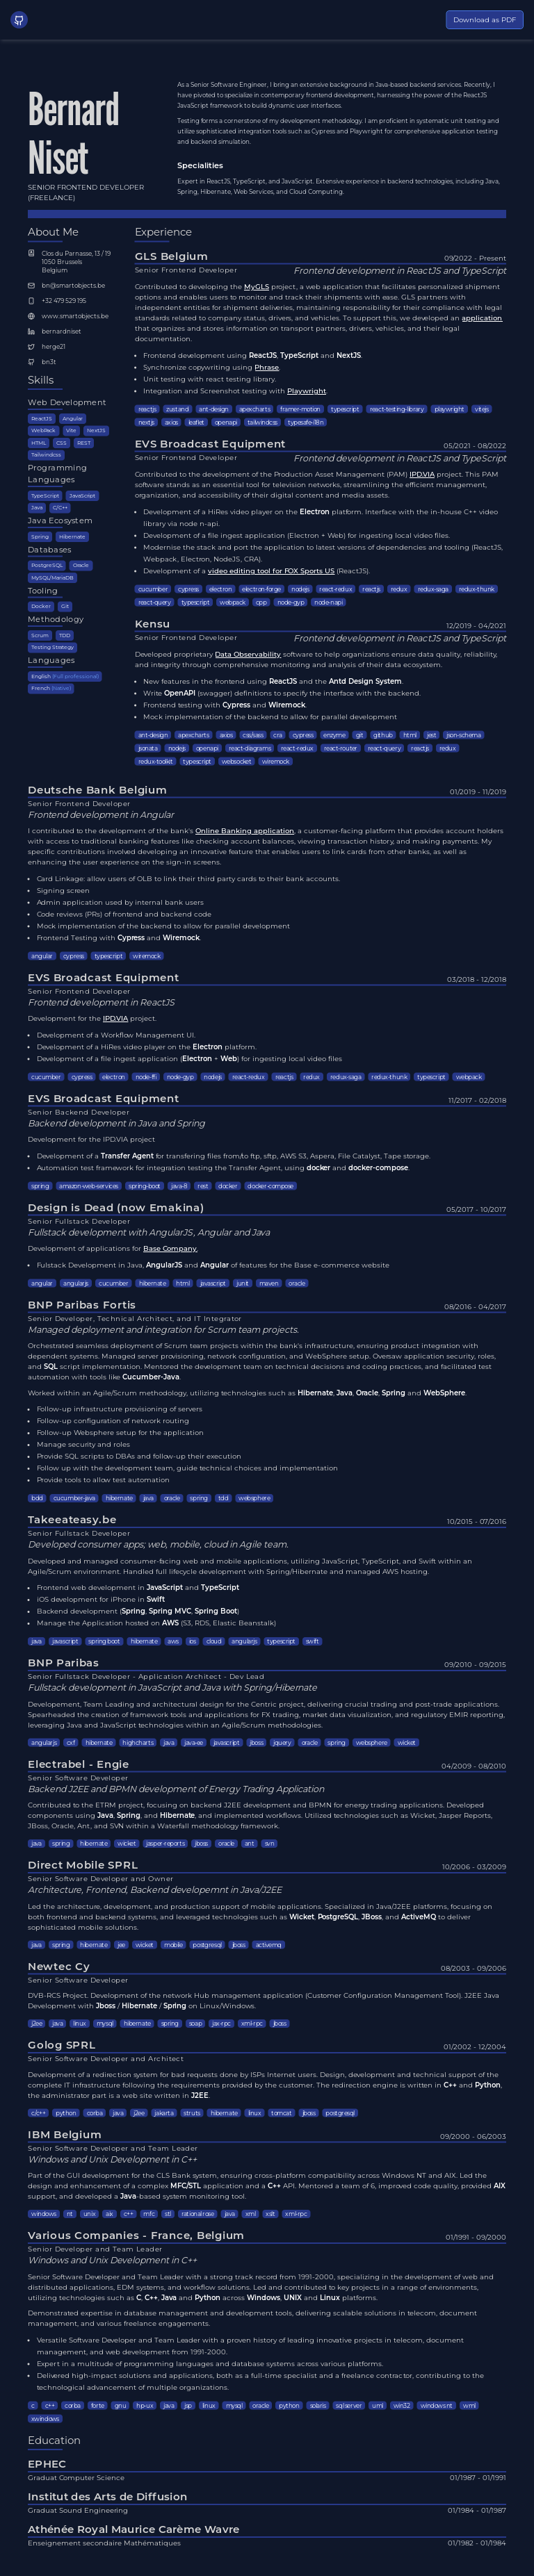 Download as PDF
Bernard
Niset
SENIOR FRONTEND DEVELOPER
(FREELANCE)
As a Senior Software Engineer, I bring an extensive background in Java-based backend services. Recently, I
have pivoted to specialize in contemporary frontend development, harnessing the power of the ReactJS
JavaScript framework to build dynamic user interfaces.
Testing forms a cornerstone of my development methodology. I am proficient in systematic unit testing and
utilize sophisticated integration tools such as Cypress and Playwright for comprehensive application testing
and backend simulation.
Specialities
Expert in ReactJS, TypeScript, and JavaScript. Extensive experience in backend technologies, including Java,
Spring, Hibernate, Web Services, and Cloud Computing.
About Me
Clos du Parnasse, 13 / 19
1050 Brussels
Belgium
bn@smartobjects.be
+32 479 529 195
www.smartobjects.be
bernardniset
herge21
bn3t
Skills
Web Development
ReactJS Angular
WebPack Vite NextJS
HTML CSS REST
Tailwindcss
Programming
Languages
TypeScript JavaScript
Java C/C++
Java Ecosystem
Spring Hibernate
Databases
PostgreSQL Oracle
MySQL/MariaDB
Tooling
Docker Git
Methodology
Scrum TDD
Testing Strategy
Languages
English (Full professional)
French (Native)
Experience
GLS Belgium
09/2022 - Present
Senior Frontend Developer
Frontend development in ReactJS and TypeScript
Contributed to developing the MyGLS project, a web application that facilitates personalized shipment
options and enables users to monitor and track their shipments with ease. GLS partners with
independent entities for shipments, maintaining responsibility for their compliance with legal
standards related to company status, drivers, and vehicles. To support this, we developed an application
that organizes and stores information on transport partners, drivers, vehicles, and their legal
documentation.
• Frontend development using ReactJS, TypeScript and NextJS.
• Synchronize copywriting using Phrase.
• Unit testing with react testing library.
• Integration and Screenshot testing with Playwright.
reactjs zustand ant-design apexcharts framer-motion typescript react-testing-library playwright vitejs
nextjs axios leaflet openapi tailwindcss typesafe-i18n
EVS Broadcast Equipment
05/2021 - 08/2022
Senior Frontend Developer
Frontend development in ReactJS and TypeScript
Contributed to the development of the Production Asset Management (PAM) IPD.VIA project. This PAM
software serves as an essential tool for television networks, streamlining the efficient management,
organization, and accessibility of their digital content and media assets.
• Development of a HiRes video player on the Electron platform. Interface with the in-house C++ video
library via node n-api.
• Development of a file ingest application (Electron + Web) for ingesting local video files.
• Modernise the stack and port the application to latest versions of dependencies and tooling (ReactJS,
Webpack, Electron, NodeJS, CRA).
• Development of a video editing tool for FOX Sports US (ReactJS).
cucumber cypress electron electron-forge nodejs react-redux reactjs redux redux-saga redux-thunk
react-query typescript webpack cpp node-gyp node-napi
Kensu
12/2019 - 04/2021
Senior Frontend Developer
Frontend development in ReactJS and TypeScript
Developed proprietary Data Observability software to help organizations ensure data quality, reliability,
and integrity through comprehensive monitoring and analysis of their data ecosystem.
• New features in the frontend using ReactJS and the Antd Design System.
• Write OpenAPI (swagger) definitions to specify the interface with the backend.
• Frontend testing with Cypress and Wiremock.
• Mock implementation of the backend to allow for parallel development
ant-design apexcharts axios css/sass cra cypress enzyme git github html jest json-schema
jsonata nodejs openapi react-diagrams react-redux react-router react-query reactjs redux
redux-toolkit typescript websocket wiremock
Deutsche Bank Belgium
01/2019 - 11/2019
Senior Frontend Developer
Frontend development in Angular
I contributed to the development of the bank's Online Banking application, a customer-facing platform that provides account holders
with access to traditional banking features like checking account balances, viewing transaction history, and making payments. My
specific contributions involved developing an innovative feature that enables users to link cards from other banks, as well as
enhancing the user experience on the sign-in screens.
• Card Linkage: allow users of OLB to link their third party cards to their bank accounts.
• Signing screen
• Admin application used by internal bank users
• Code reviews (PRs) of frontend and backend code
• Mock implementation of the backend to allow for parallel development
• Frontend Testing with Cypress and Wiremock.
angular cypress typescript wiremock
EVS Broadcast Equipment
03/2018 - 12/2018
Senior Frontend Developer
Frontend development in ReactJS
Development for the IPD.VIA project.
• Development of a Workflow Management UI.
• Development of a HiRes video player on the Electron platform.
• Development of a file ingest application (Electron + Web) for ingesting local video files
cucumber cypress electron node-ffi node-gyp nodejs react-redux reactjs redux redux-saga redux-thunk typescript webpack
EVS Broadcast Equipment
11/2017 - 02/2018
Senior Backend Developer
Backend development in Java and Spring
Development for the IPD.VIA project
• Development of a Transfer Agent for transfering files from/to ftp, sftp, AWS S3, Aspera, File Catalyst, Tape storage.
• Automation test framework for integration testing the Transfer Agent, using docker and docker-compose.
spring amazon-web-services spring-boot java-8 rest docker docker-compose
Design is Dead (now Emakina)
05/2017 - 10/2017
Senior Fullstack Developer
Fullstack development with AngularJS, Angular and Java
Development of applications for Base Company.
• Fulstack Development in Java, AngularJS and Angular of features for the Base e-commerce website
angular angularjs cucumber hibernate html javascript junit maven oracle
BNP Paribas Fortis
08/2016 - 04/2017
Senior Developer, Technical Architect, and IT Integrator
Managed deployment and integration for Scrum team projects.
Orchestrated seamless deployment of Scrum team projects within the bank's infrastructure, ensuring product integration with
dependent systems. Managed server provisioning, network configuration, and WebSphere setup. Oversaw application security, roles,
and SQL script implementation. Mentored the development team on technical decisions and coding practices, and facilitated test
automation with tools like Cucumber-Java.
Worked within an Agile/Scrum methodology, utilizing technologies such as Hibernate, Java, Oracle, Spring and WebSphere.
• Follow-up infrastructure provisioning of servers
• Follow-up configuration of network routing
• Follow-up Websphere setup for the application
• Manage security and roles
• Provide SQL scripts to DBAs and follow-up their execution
• Follow up with the development team, guide technical choices and implementation
• Provide tools to allow test automation
bdd cucumber-java hibernate java oracle spring tdd websphere
Takeeateasy.be
10/2015 - 07/2016
Senior Fullstack Developer
Developed consumer apps; web, mobile, cloud in Agile team.
Developed and managed consumer-facing web and mobile applications, utilizing JavaScript, TypeScript, and Swift within an
Agile/Scrum environment. Handled full lifecycle development with Spring/Hibernate and managed AWS hosting.
• Frontend web development in JavaScript and TypeScript
• iOS development for iPhone in Swift
• Backend development (Spring, Spring MVC, Spring Boot)
• Manage the Application hosted on AWS (S3, RDS, Elastic Beanstalk)
java javascript spring boot hibernate aws ios cloud angularjs typescript swift
BNP Paribas
09/2010 - 09/2015
Senior Fullstack Developer - Application Architect - Dev Lead
Fullstack development in JavaScript and Java with Spring/Hibernate
Developement, Team Leading and architectural design for the Centric project, delivering crucial trading and post-trade applications.
Spearheaded the creation of framework tools and applications for FX trading, market data visualization, and regulatory EMIR reporting,
leveraging Java and JavaScript technologies within an Agile/Scrum methodologies.
angularjs cxf hibernate highcharts java java-ee javascript jboss jquery oracle spring websphere wicket
Electrabel - Engie
04/2009 - 08/2010
Senior Software Developer
Backend J2EE and BPMN development of Energy Trading Application
Contributed to the ETRM project, focusing on backend J2EE development and BPMN for energy trading applications. Developed
components using Java, Spring, and Hibernate, and implemented workflows. Utilized technologies such as Wicket, Jasper Reports,
JBoss, Oracle, Ant, and SVN within a Waterfall methodology framework.
java spring hibernate wicket jasper-reports jboss oracle ant svn
Direct Mobile SPRL
10/2006 - 03/2009
Senior Software Developer and Owner
Architecture, Frontend, Backend developemnt in Java/J2EE
Led the architecture, development, and production support of mobile applications. Specialized in Java/J2EE platforms, focusing on
both frontend and backend systems, and leveraged technologies such as Wicket, PostgreSQL, JBoss, and ActiveMQ to deliver
sophisticated mobile solutions.
java spring hibernate jee wicket mobile postgresql jboss activemq
Newtec Cy
08/2003 - 09/2006
Senior Software Developer
DVB-RCS Project. Development of the network Hub management application (Customer Configuration Management Tool). J2EE Java
Development with Jboss / Hibernate / Spring on Linux/Windows.
j2ee java linux mysql hibernate spring soap jax-rpc xml-rpc jboss
Golog SPRL
01/2002 - 12/2004
Senior Software Developer and Architect
Development of a redirection system for bad requests done by ISPs Internet users. Design, development and technical support of the
complete IT infrastructure following the requirements provided by the customer. The redirection engine is written in C++ and Python,
the administrator part is a web site written in J2EE.
c/c++ python corba java j2ee jakarta struts hibernate linux tomcat jboss postgresql
IBM Belgium
09/2000 - 06/2003
Senior Software Developer and Team Leader
Windows and Unix Development in C++
Part of the GUI development for the CLS Bank system, ensuring cross-platform compatibility across Windows NT and AIX. Led the
design and enhancement of a complex MFC/STL application and a C++ API. Mentored a team of 6, improved code quality, provided AIX
support, and developed a Java-based system monitoring tool.
windows nt unix aix c++ mfc stl rational rose java xml xslt xml-rpc
Various Companies - France, Belgium
01/1991 - 09/2000
Senior Developer and Team Leader
Windows and Unix Development in C++
Senior Software Developer and Team Leader with a strong track record from 1991-2000, specializing in the development of web and
distributed applications, EDM systems, and workflow solutions. Led and contributed to key projects in a range of environments,
utilizing technologies such as C, C++, Java and Python across Windows, UNIX and Linux platforms.
Demonstrated expertise in database management and development tools, delivering scalable solutions in telecom, document
management, and various freelance engagements.
• Versatile Software Developer and Team Leader with a proven history of leading innovative projects in telecom, document
management, and web development from 1991-2000.
• Expert in a multitude of programming languages and database systems across various platforms.
• Delivered high-impact solutions and applications, both as a full-time specialist and a freelance contractor, contributing to the
technological advancement of multiple organizations.
c c++ corba forte gnu hp-ux java jsp linux mysql oracle python solaris sqlserver uml win32 windows nt wml
xwindows
Education
EPHEC
Graduat Computer Science
01/1987 - 01/1991
Institut des Arts de Diffusion
Graduat Sound Engineering
01/1984 - 01/1987
Athénée Royal Maurice Carème Wavre
Enseignement secondaire Mathématiques
01/1982 - 01/1984